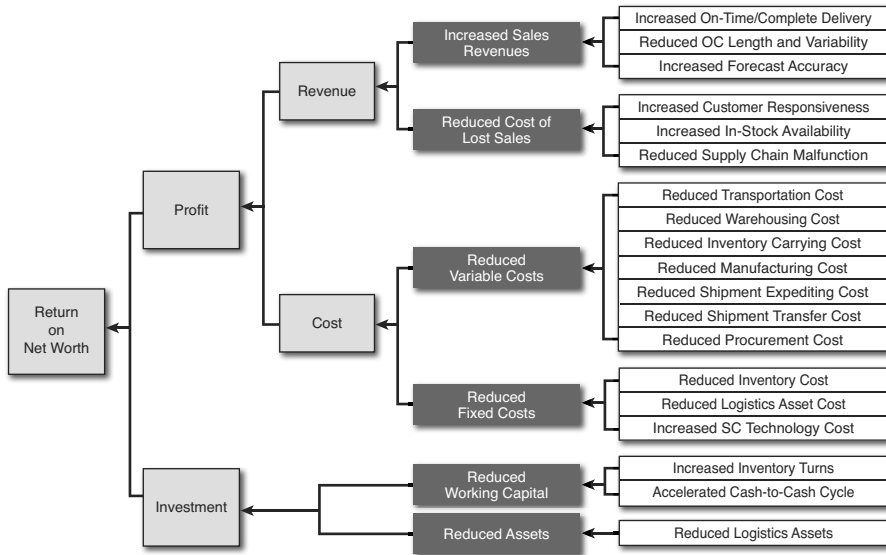 Increased On-Time/Complete Delivery
Increased Sales
Revenues
Reduced OC Length and Variability
Increased Forecast Accuracy
Revenue
Increased Customer Responsiveness
Reduced Cost of
Lost Sales
Increased In-Stock Availability
Reduced Supply Chain Malfunction
Profit
Reduced Transportation Cost
Reduced Warehousing Cost
Reduced Inventory Carrying Cost
Reduced
Variable Costs
Reduced Manufacturing Cost
Reduced Shipment Expediting Cost
Reduced Shipment Transfer Cost
Reduced Procurement Cost
Cost
Return
on
Net Worth
Reduced Inventory Cost
Reduced
Fixed Costs
Reduced Logistics Asset Cost
Increased SC Technology Cost
Increased Inventory Turns
Reduced
Working Capital
Accelerated Cash-to-Cash Cycle
Investment
Reduced Assets
Reduced Logistics Assets